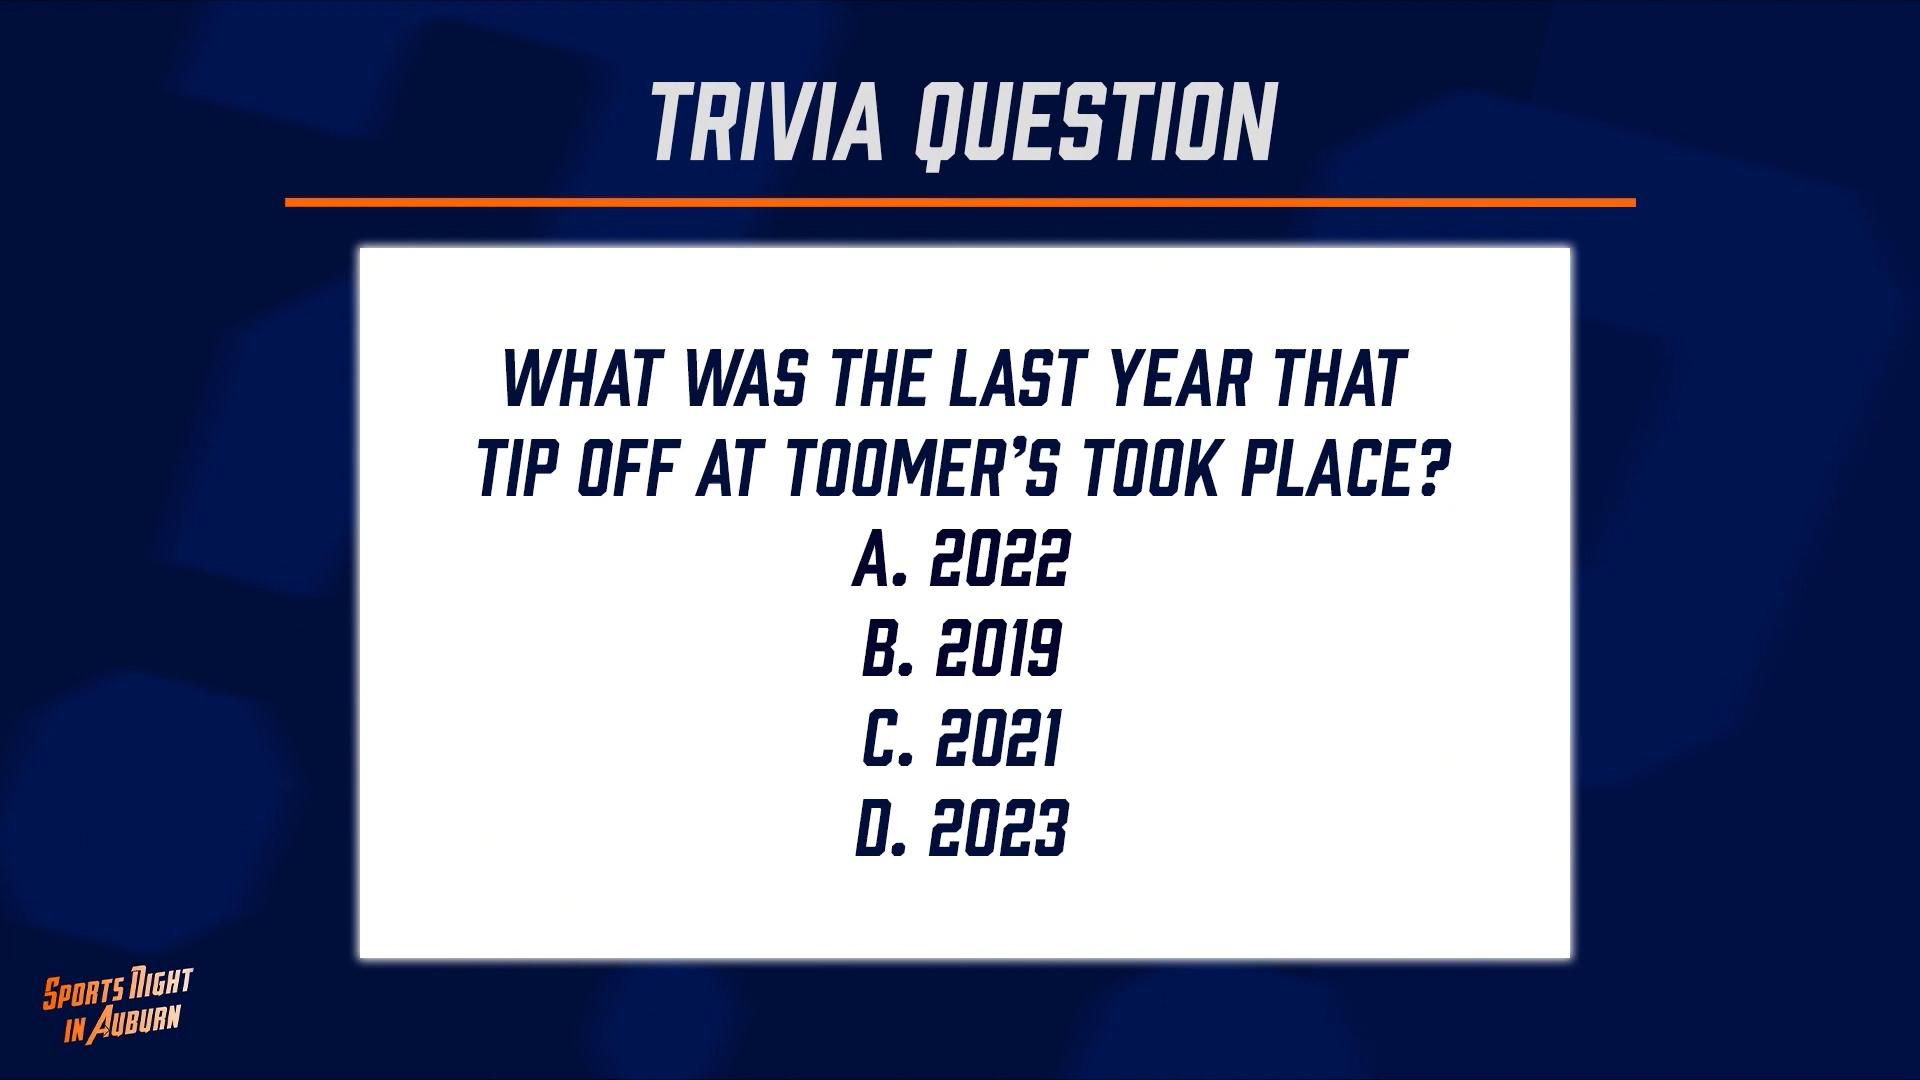 TRIVIA QUESTION
WHAT WAS THE LAST YEAR THAT
TIP OFF AT TOOMER'S TOOK PLACE?
A. 2022
B. 2019
C. 2021
D. 2023
SPORTS NIGHT
IN AUBURN